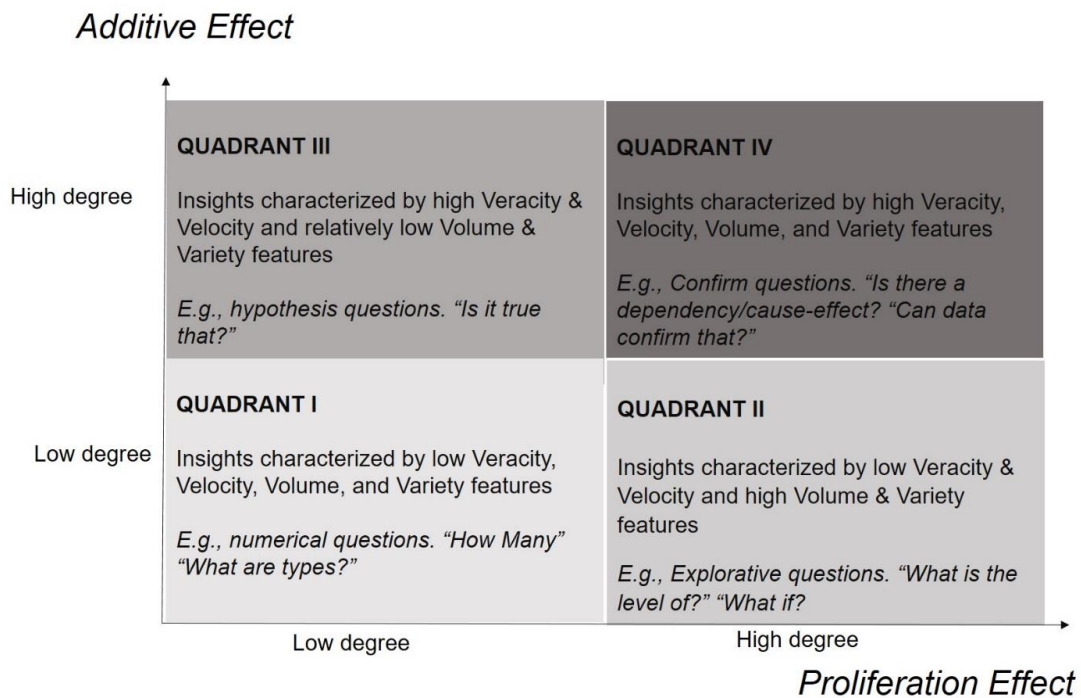 Additive Effect
High degree
Low degree
QUADRANT III
Insights characterized by high Veracity &
Velocity and relatively low Volume &
Variety features
E.g., hypothesis questions. “Is it true
that?”
QUADRANT IV
Insights characterized by high Veracity,
Velocity, Volume, and Variety features
E.g., Confirm questions. “Is there a
dependency/cause-effect? “Can data
confirm that?”
QUADRANT I
Insights characterized by low Veracity,
Velocity, Volume, and Variety features
E.g., numerical questions. “How Many”
“What are types?”
QUADRANT II
Insights characterized by low Veracity &
Velocity and high Volume & Variety
features
E.g., Explorative questions. “What is the
level of?” “What if?
Low degree
High degree
Proliferation Effect